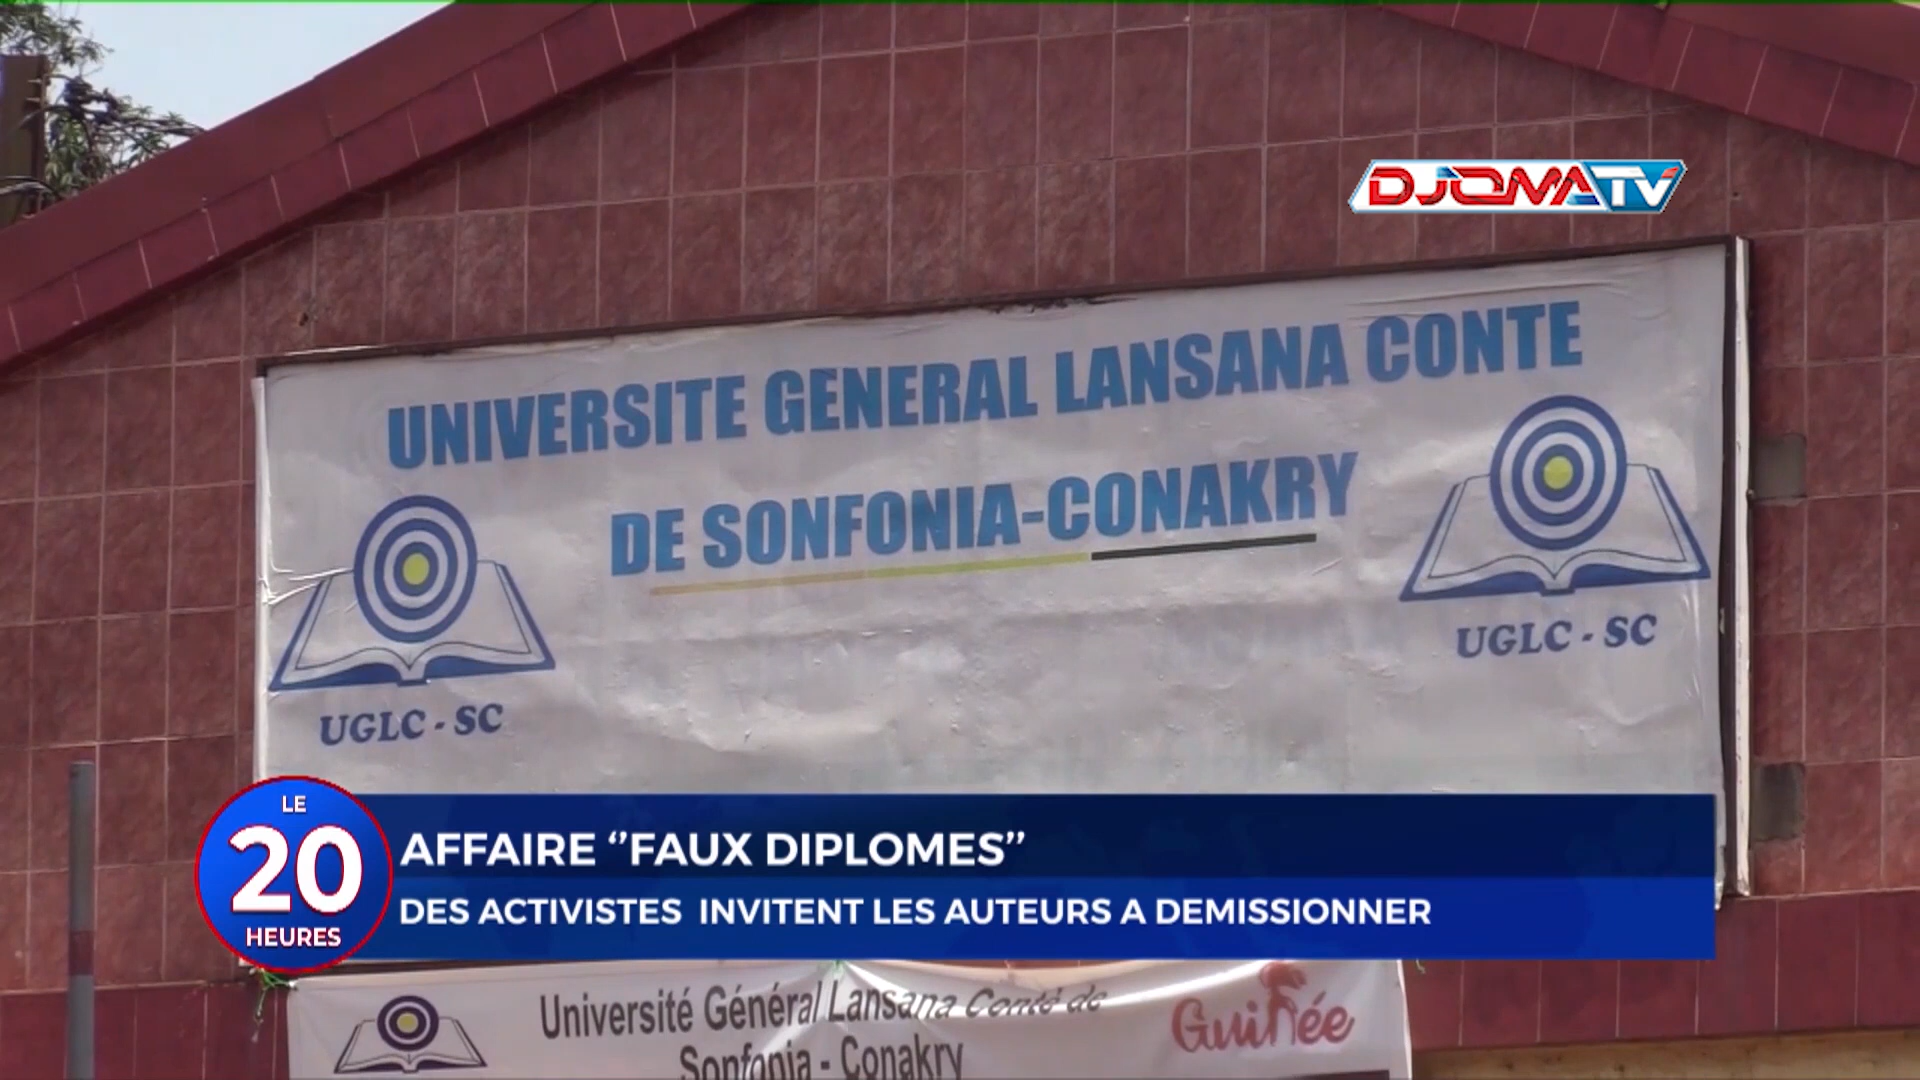 DJOMA TV
UNIVERSITE GENERAL LANSANA CONTE
DE SONFONIA-CONAKRY
UGLC - SC
UGLC - SC
LE
20
HEURES
AFFAIRE ‘’FAUX DIPLOMES’’
DES ACTIVISTES INVITENT LES AUTEURS A DEMISSIONNER
Université Général Lansana Conté de
Sonfonia - Conakry
Guinée